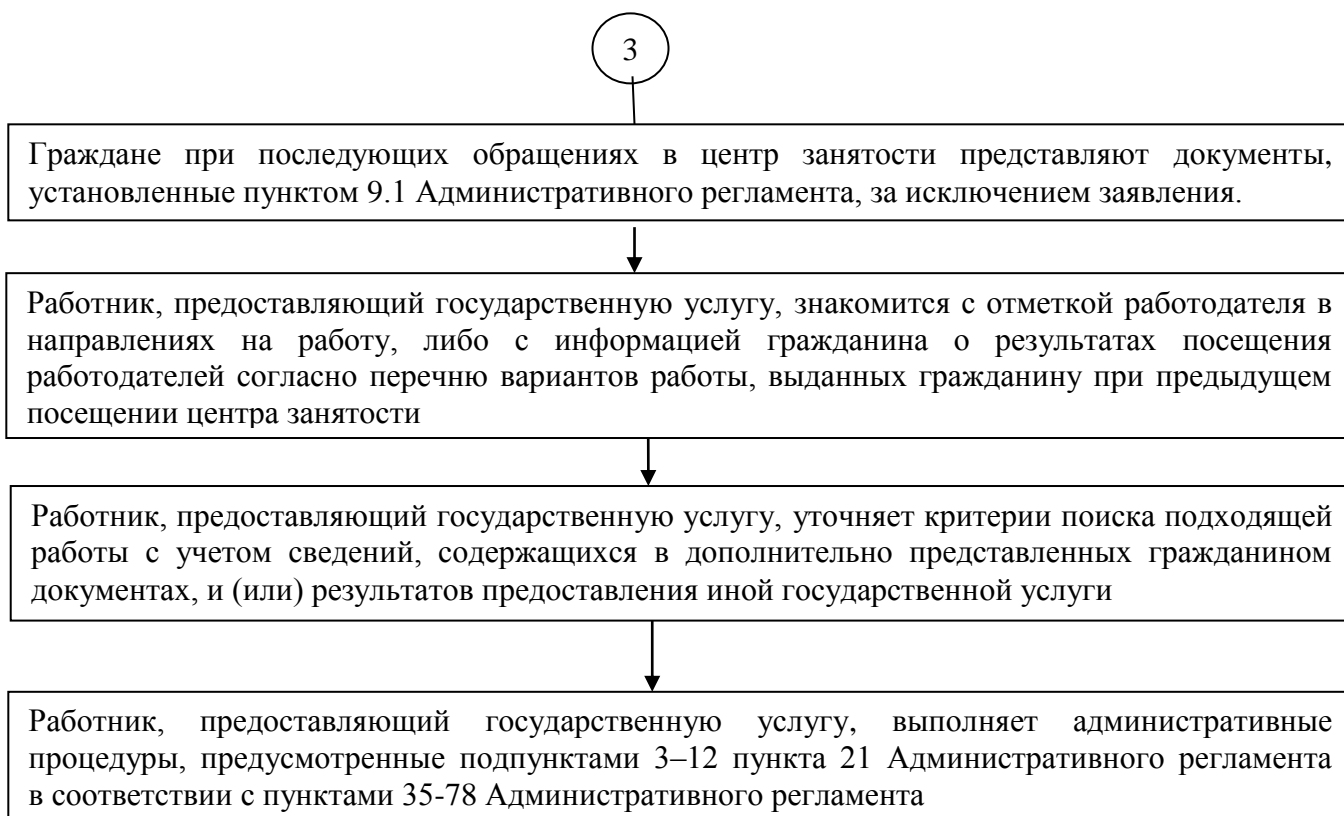 3
Граждане при последующих обращениях в центр занятости представляют документы,
установленные пунктом 9.1 Административного регламента, за исключением заявления.
Работник, предоставляющий государственную услугу, знакомится с отметкой работодателя в
направлениях на работу, либо с информацией гражданина о результатах посещения
работодателей согласно перечню вариантов работы, выданных гражданину при предыдущем
посещении центра занятости
Работник, предоставляющий государственную услугу, уточняет критерии поиска подходящей
работы с учетом сведений, содержащихся в дополнительно представленных гражданином
документах, и (или) результатов предоставления иной государственной услуги
Работник, предоставляющий государственную услугу, выполняет административные
процедуры, предусмотренные подпунктами 3–12 пункта 21 Административного регламента
в соответствии с пунктами 35-78 Административного регламента